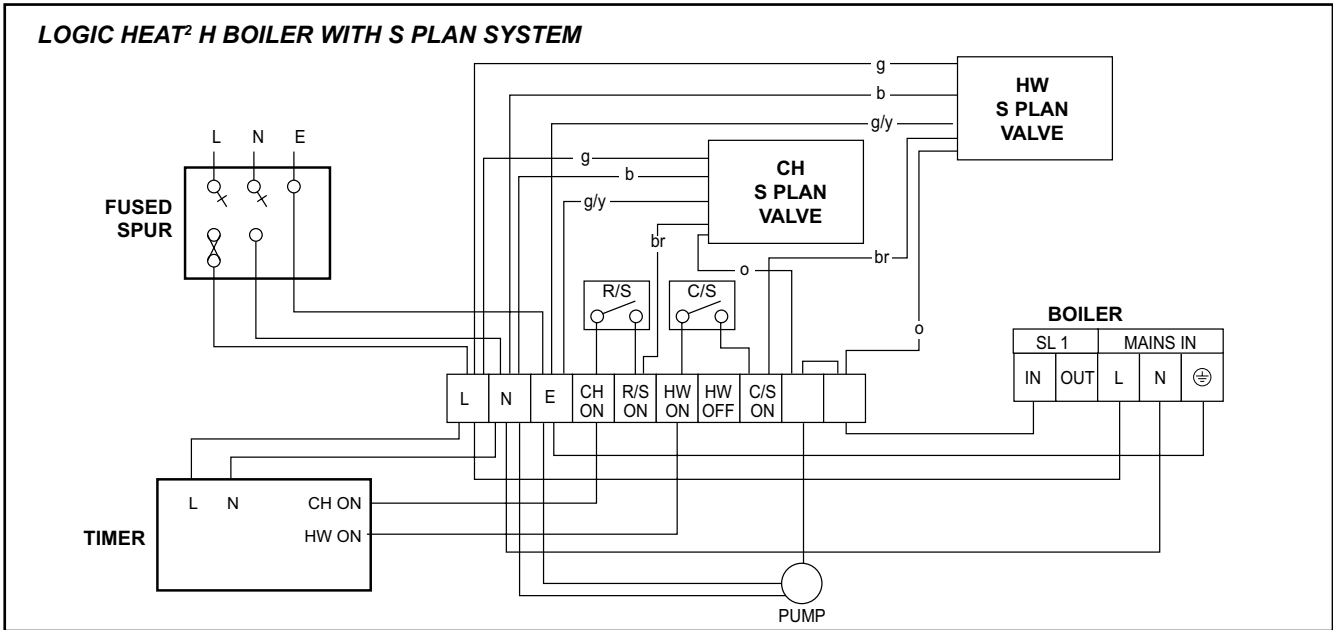 LOGIC HEAT² H BOILER WITH S PLAN SYSTEM
g
HW
S PLAN
VALVE
b
g/y
L N E
g
CH
S PLAN
VALVE
b
g/y
FUSED
SPUR
br
br
o
R/S
C/S
o
BOILER
SL 1 MAINS IN
IN OUT L N
L N E CH ON R/S ON HW ON HW OFF C/S ON
L N CH ON
HW ON
TIMER
PUMP